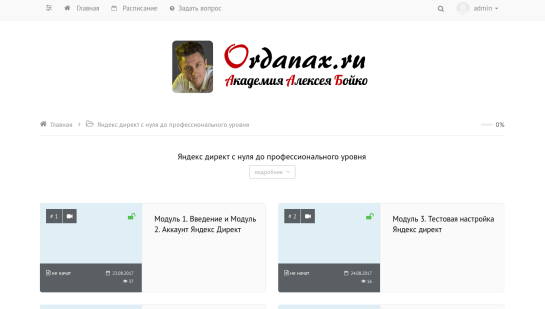 Главная Расписание Задать вопрос admin
Ordanax.ru
Академия Алексея Бойко
Главная > Яндекс директ с нуля до профессионального уровня 0%
Яндекс директ с нуля до профессионального уровня
подробнее
# 1
Модуль 1. Введение и Модуль
2. Аккаунт Яндекс Директ
не начат 23.08.2017
37
# 2
Модуль 3. Тестовая настройка
Яндекс директ
не начат 24.08.2017
16